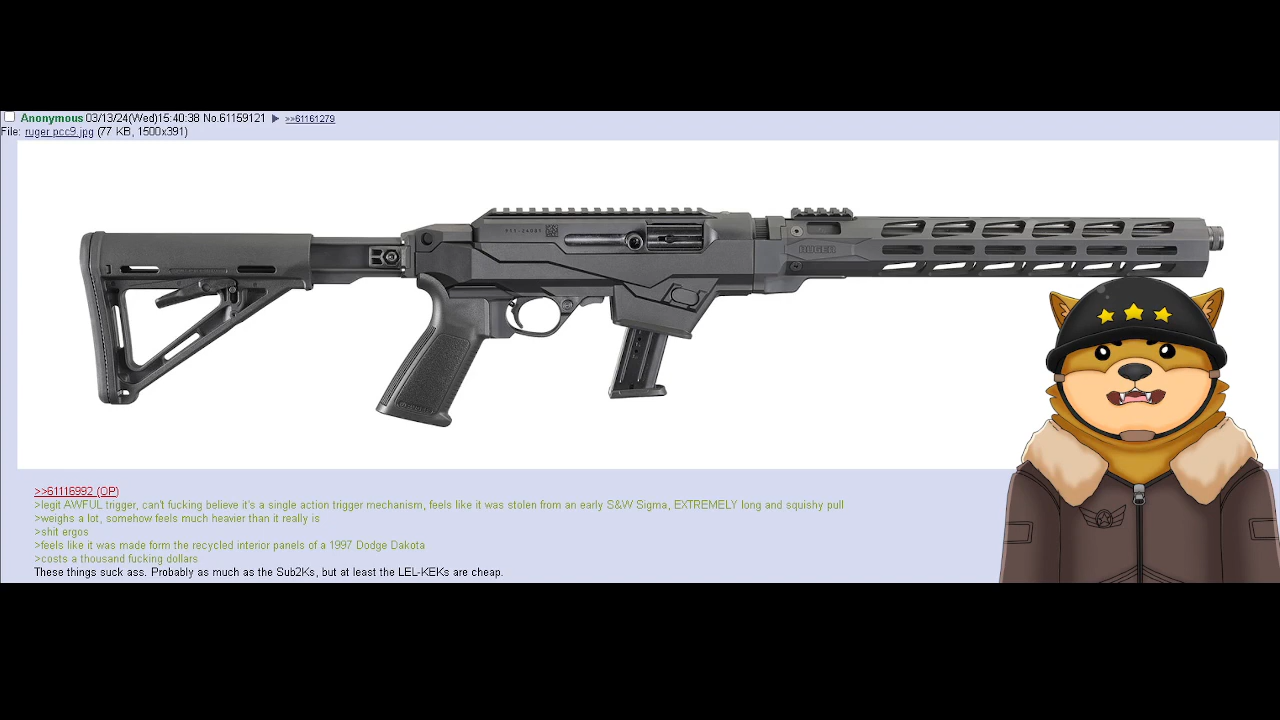 Anonymous 03/13/24(Wed)15:40:38 No.61159121 ▶ >>61161279
File: ruger pcc9.jpg (77 KB, 1500x391)
RUGER
>>61116992 (OP)
>legit AWFUL trigger, can't fucking believe it's a single action trigger mechanism, feels like it was stolen from an early S&W Sigma, EXTREMELY long and squishy pull
>weighs a lot, somehow feels much heavier than it really is
>shit ergos
>feels like it was made form the recycled interior panels of a 1997 Dodge Dakota
>costs a thousand fucking dollars
These things suck ass. Probably as much as the Sub2Ks, but at least the LEL-KEKs are cheap.